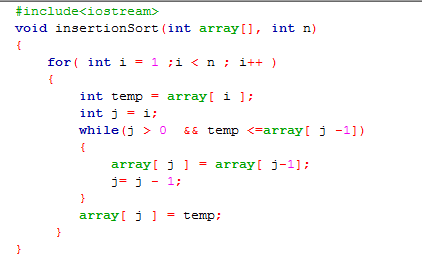 #include<iostream>
void insertionSort(int array[], int n)
{
    for( int i = 1 ;i < n ; i++ )
    {
        int temp = array[ i ];
        int j = i;
        while(j > 0  && temp <=array[ j -1])
        {
            array[ j ] = array[ j-1];
            j= j - 1;
        }
        array[ j ] = temp;
     }
}